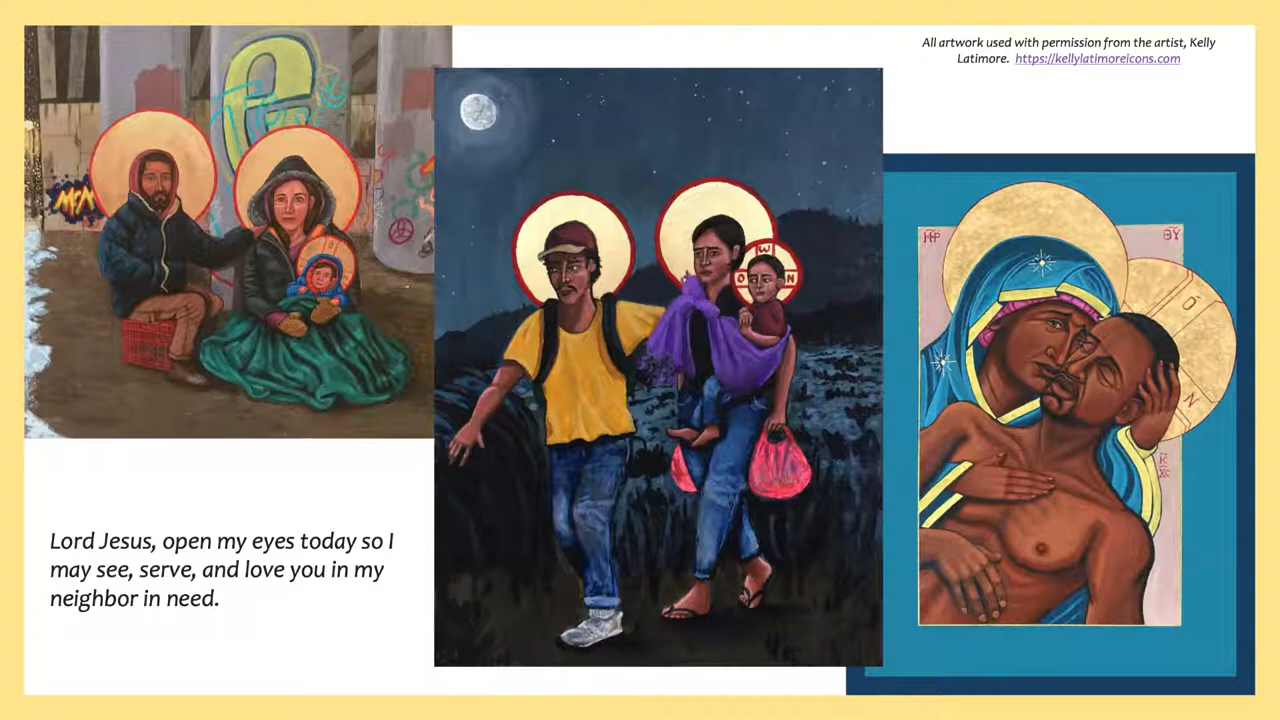 All artwork used with permission from the artist, Kelly
Latimore. https://kellylatimoreicons.com
Lord Jesus, open my eyes today so I
may see, serve, and love you in my
neighbor in need.